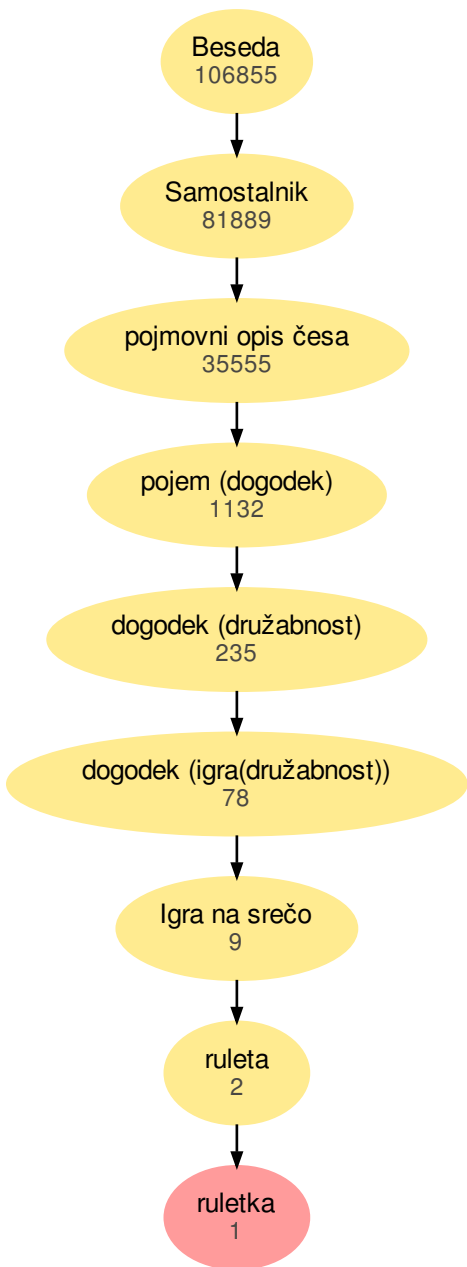 Beseda
106855
Samostalnik
81889
pojmovni opis česa
35555
pojem (dogodek)
1132
dogodek (družabnost)
235
dogodek (igra(družabnost))
78
Igra na srečo
9
ruleta
2
ruletka
1